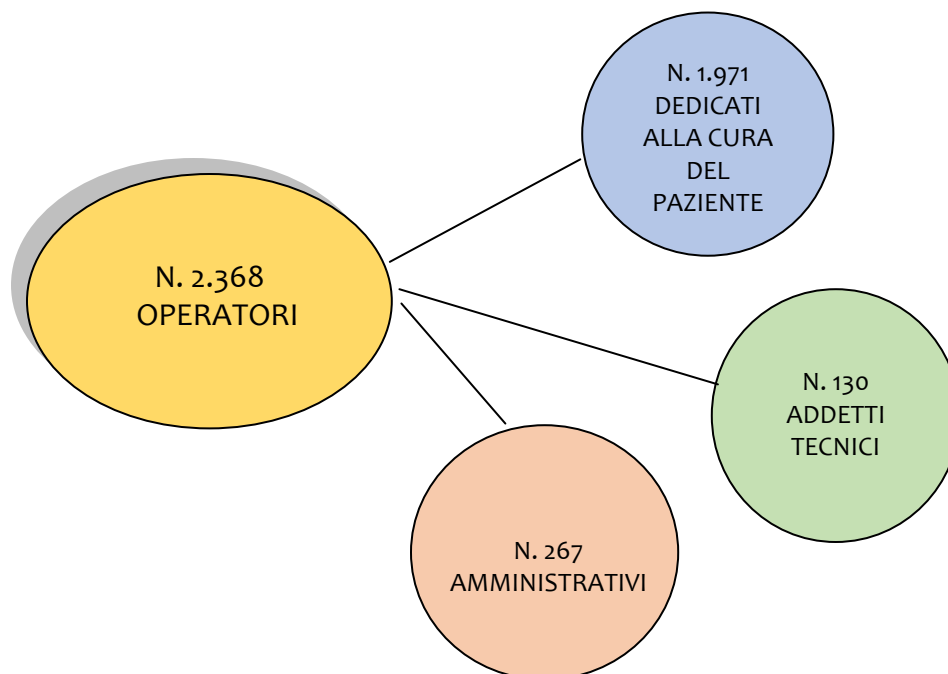 N. 1.971
DEDICATI
ALLA CURA
DEL
PAZIENTE
N. 2.368
OPERATORI
N. 130
ADDETTI
TECNICI
N. 267
AMMINISTRATIVI